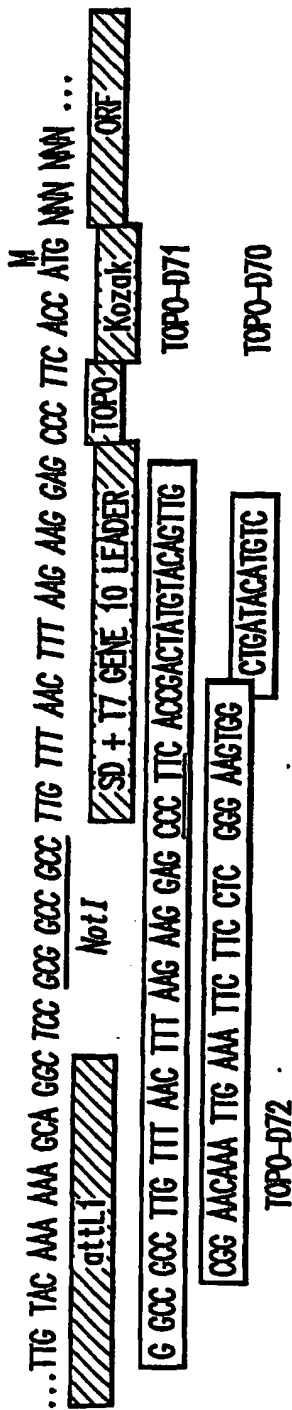 M
...TTG TAC AAA AAA GCA GGC TCC GCG GCC GCC TTG TTT AAC TTT AAG AAG GAG CCC TTC ACC ATG NNN NNN ...
attL1 NotI SD + T7 GENE 10 LEADER TOPO Kozak ORF
G GCC GCC TTG TTT AAC TTT AAG AAG GAG CCC TTC ACCGACTATGTACAGTTG TOPO-D71
CGG AACAAA TTG AAA TTC TTC CTC GGG AAGTGG CTGATACATGTC TOPO-D70
TOPO-D72